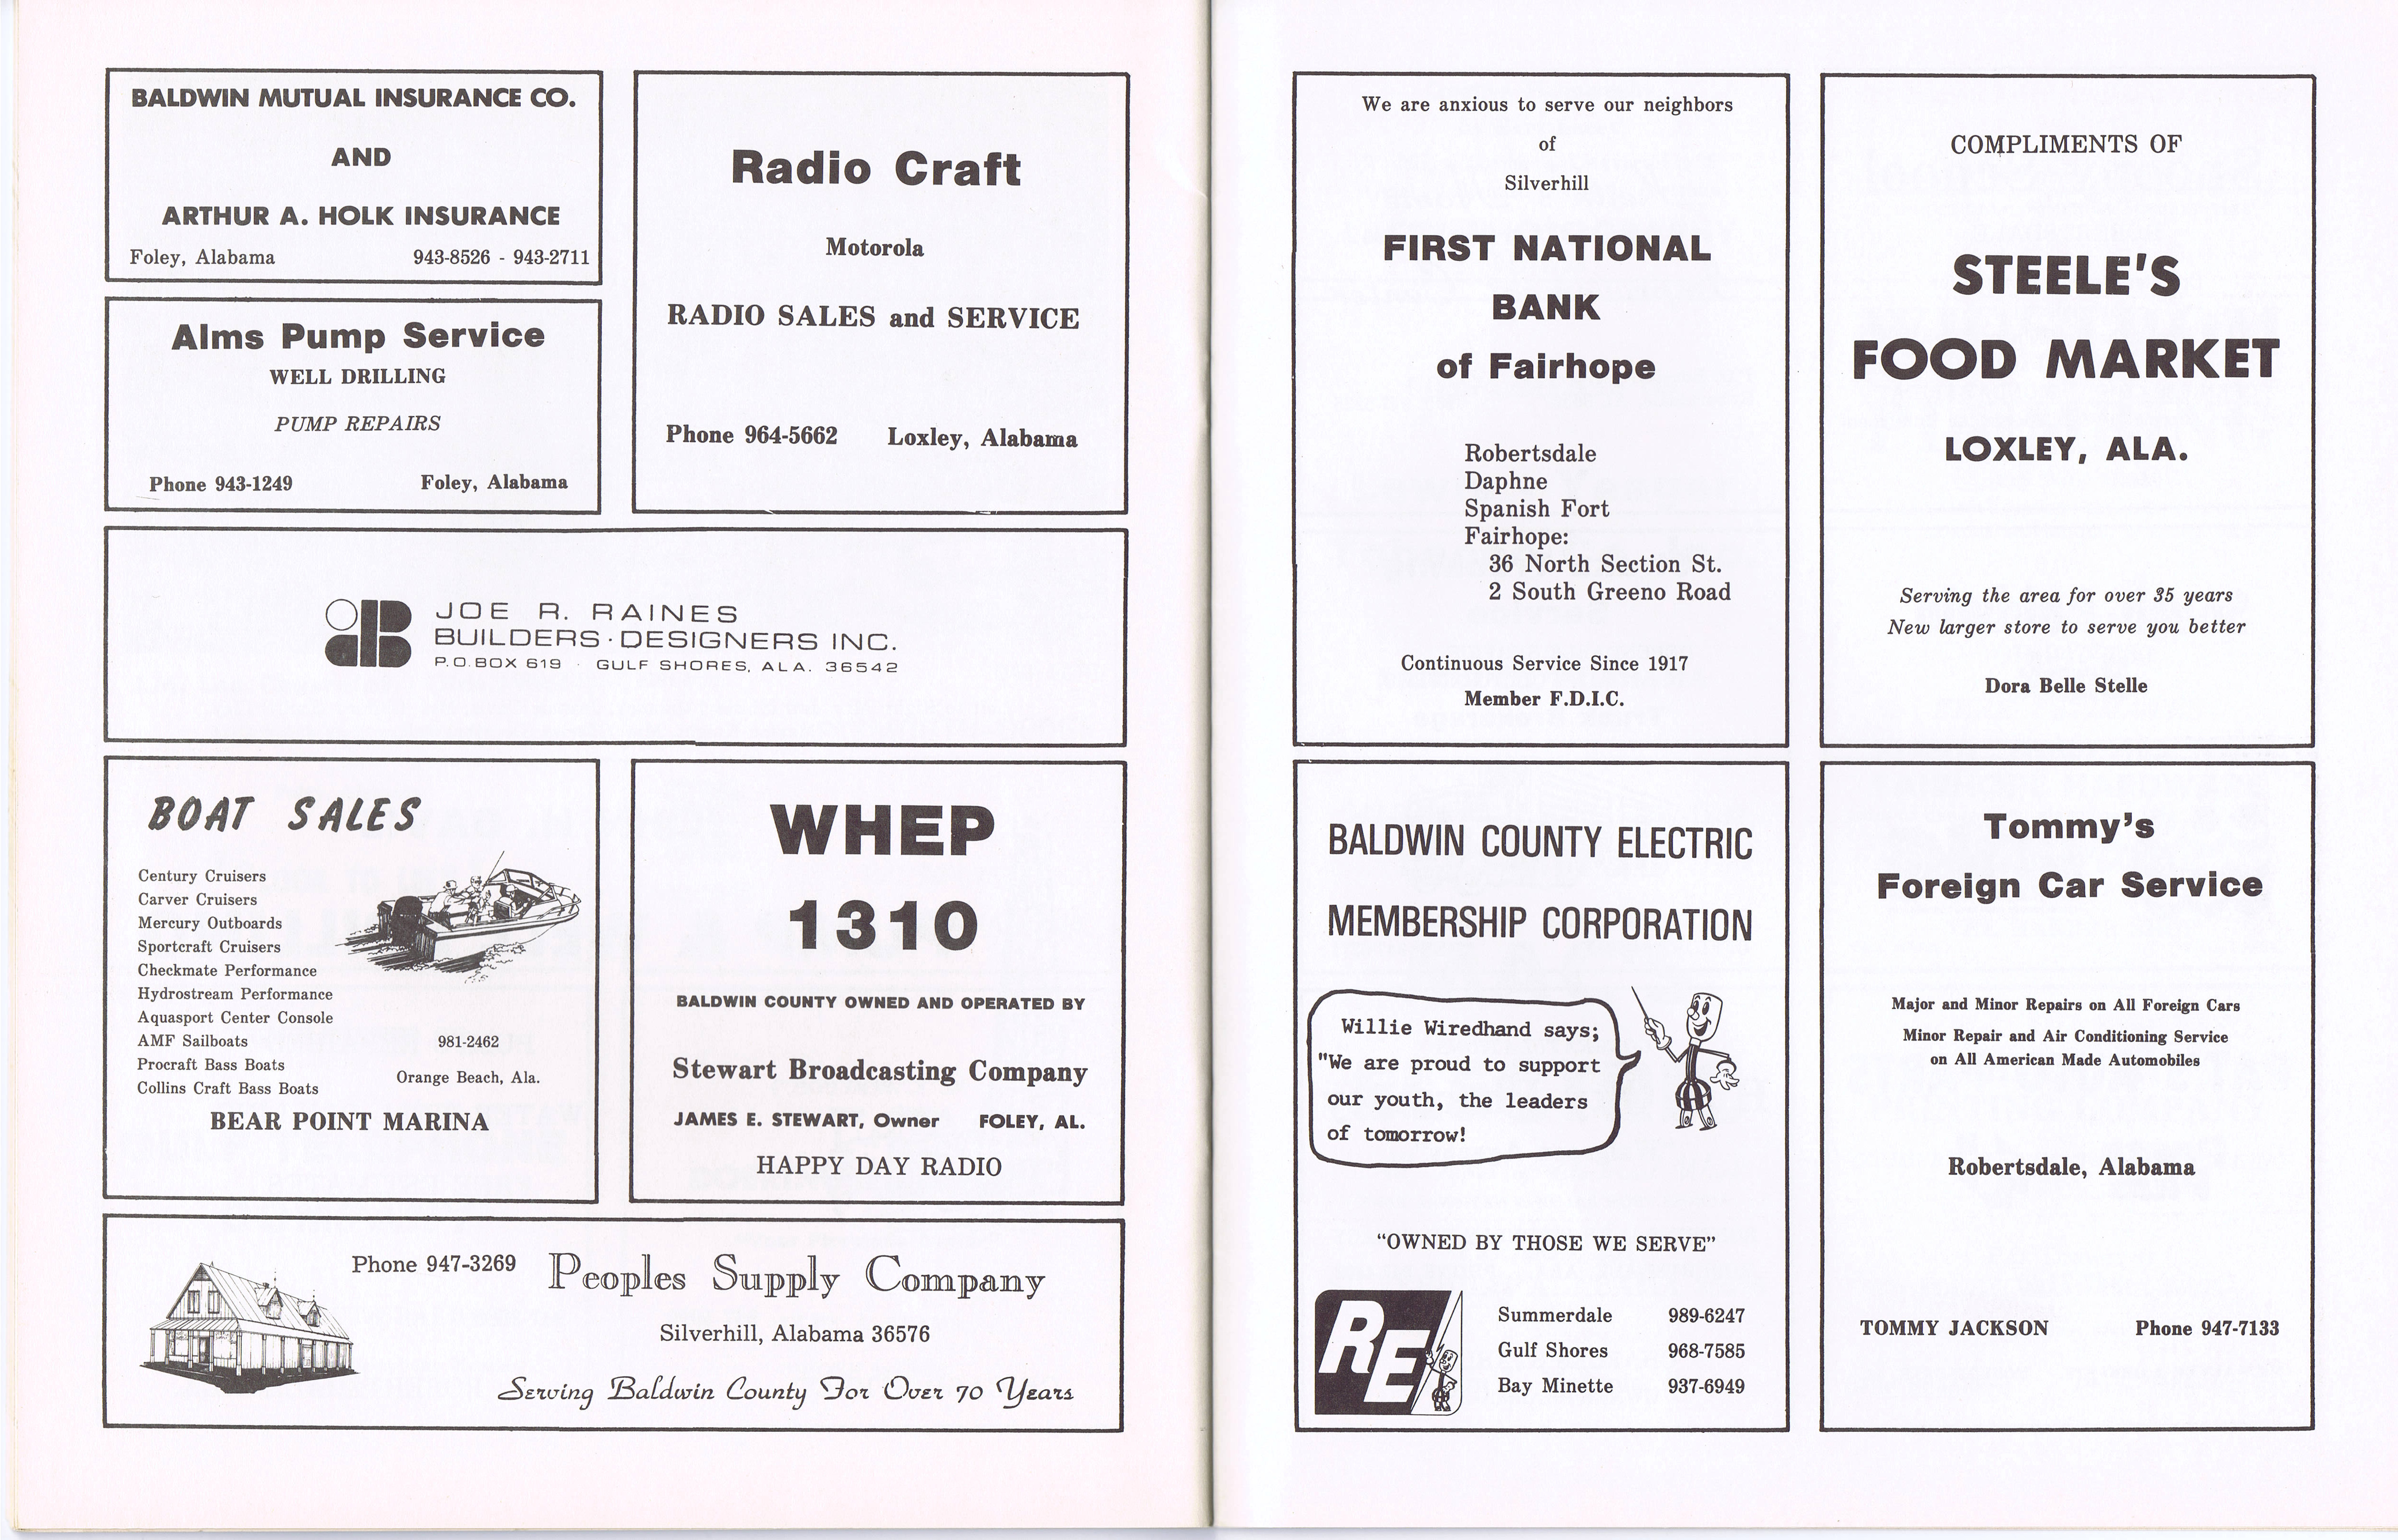 BALDWIN MUTUAL INSURANCE CO.
AND
ARTHUR A. HOLK INSURANCE
Foley, Alabama 943-8526 - 943-2711
Alms Pump Service
WELL DRILLING
PUMP REPAIRS
Phone 943-1249 Foley, Alabama
Radio Craft
Motorola
RADIO SALES and SERVICE
Phone 964-5662 Loxley, Alabama
JOE R. RAINES
BUILDERS · DESIGNERS INC.
P.O. BOX 619 · GULF SHORES, ALA. 36542
BOAT SALES
Century Cruisers
Carver Cruisers
Mercury Outboards
Sportcraft Cruisers
Checkmate Performance
Hydrostream Performance
Aquasport Center Console
AMF Sailboats
Procraft Bass Boats
Collins Craft Bass Boats
981-2462
Orange Beach, Ala.
BEAR POINT MARINA
WHEP
1310
BALDWIN COUNTY OWNED AND OPERATED BY
Stewart Broadcasting Company
JAMES E. STEWART, Owner FOLEY, AL.
HAPPY DAY RADIO
Phone 947-3269 Peoples Supply Company
Silverhill, Alabama 36576
Serving Baldwin County For Over 70 Years
We are anxious to serve our neighbors
of
Silverhill
FIRST NATIONAL
BANK
of Fairhope
Robertsdale
Daphne
Spanish Fort
Fairhope:
36 North Section St.
2 South Greeno Road
Continuous Service Since 1917
Member F.D.I.C.
COMPLIMENTS OF
STEELE'S
FOOD MARKET
LOXLEY, ALA.
Serving the area for over 35 years
New larger store to serve you better
Dora Belle Stelle
BALDWIN COUNTY ELECTRIC
MEMBERSHIP CORPORATION
Willie Wiredhand says;
"We are proud to support
our youth, the leaders
of tomorrow!
“OWNED BY THOSE WE SERVE”
RE
Summerdale 989-6247
Gulf Shores 968-7585
Bay Minette 937-6949
Tommy's
Foreign Car Service
Major and Minor Repairs on All Foreign Cars
Minor Repair and Air Conditioning Service
on All American Made Automobiles
Robertsdale, Alabama
TOMMY JACKSON Phone 947-7133